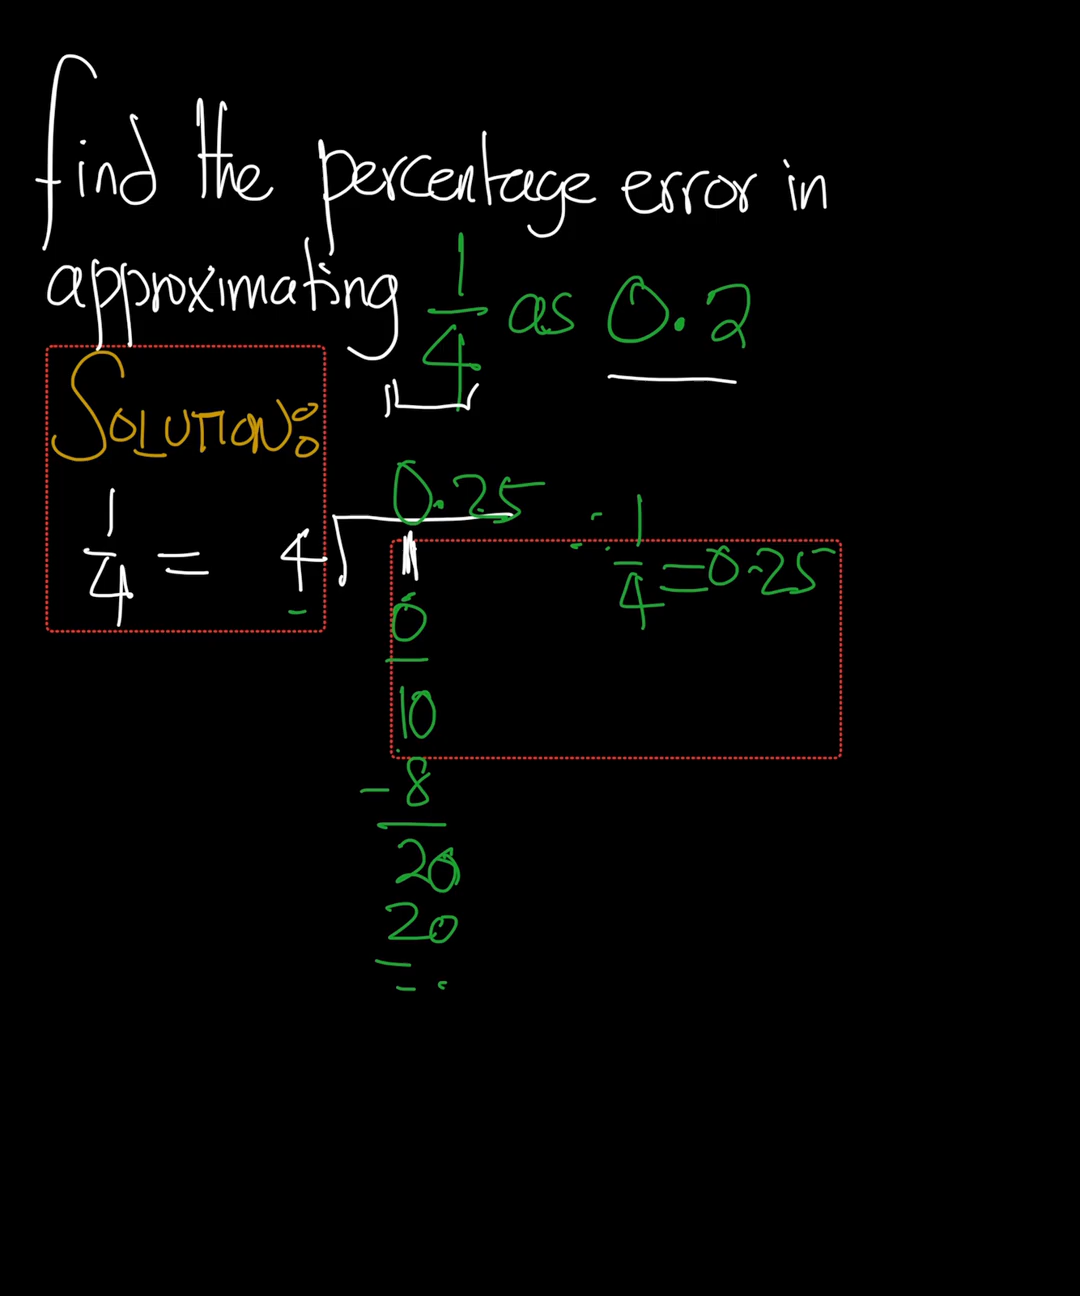 find the percentage error in
approximating 1/4 as 0.2
SOLUTION:
0.25
1/4 = 4√1
∴ 1/4 = 0.25
0
10
- 8
20
20
- .